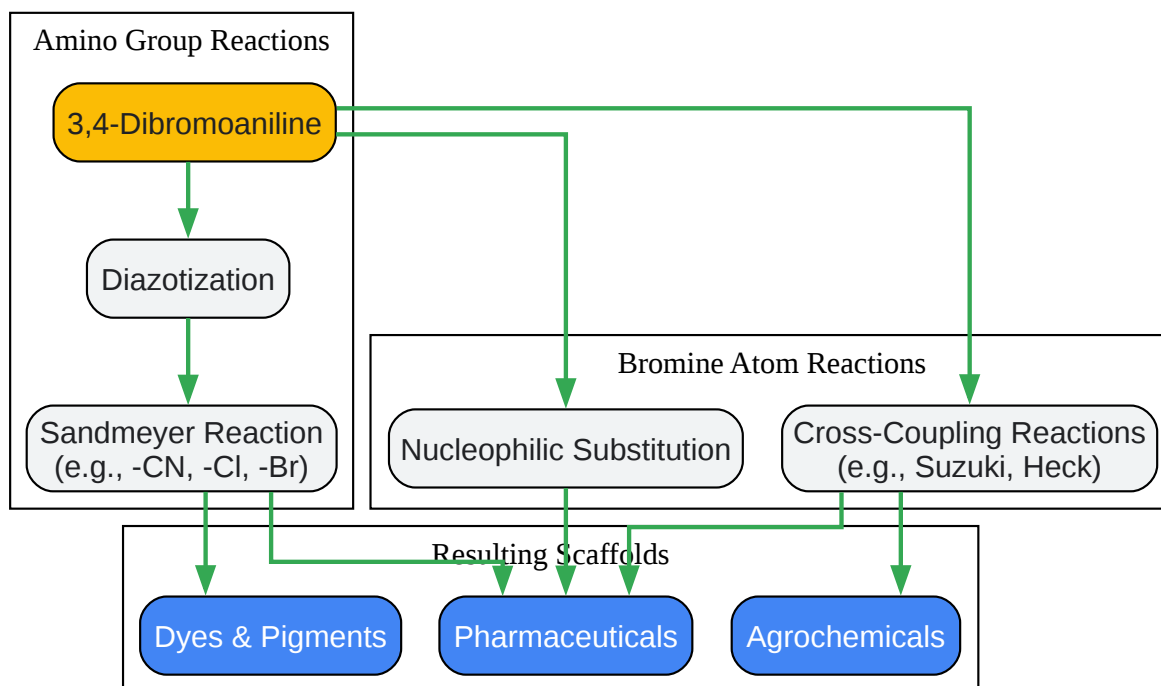 Amino Group Reactions
3,4-Dibromoaniline
Diazotization
Sandmeyer Reaction
(e.g., -CN, -Cl, -Br)
Bromine Atom Reactions
Nucleophilic Substitution
Cross-Coupling Reactions
(e.g., Suzuki, Heck)
Resulting Scaffolds
Dyes & Pigments
Pharmaceuticals
Agrochemicals